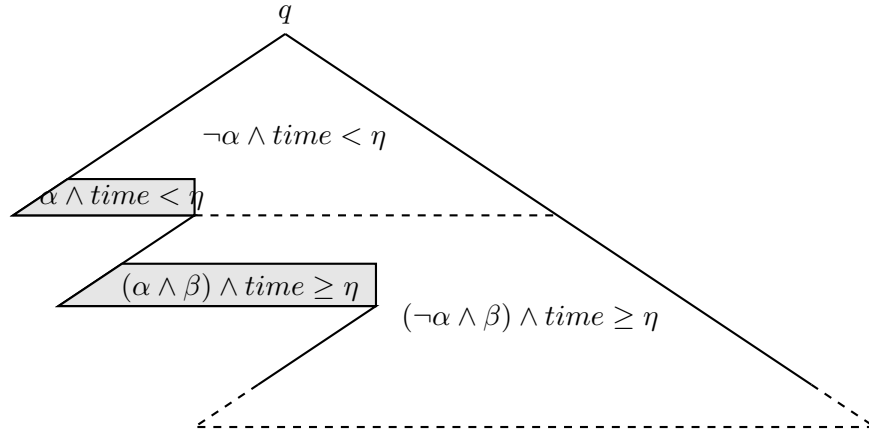 q
¬α ∧ time < η
α ∧ time < η
(α ∧ β) ∧ time ≥ η
(¬α ∧ β) ∧ time ≥ η